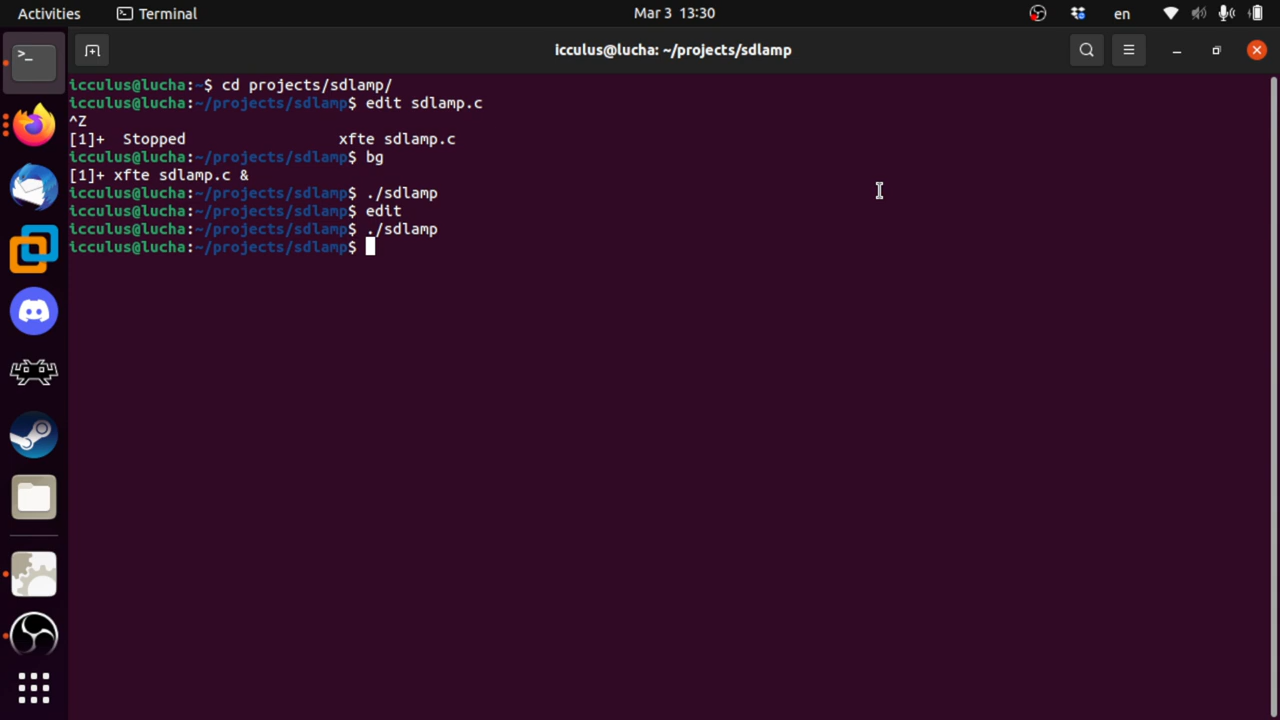 Activities Terminal Mar 3 13:30 en
icculus@lucha: ~/projects/sdlamp
icculus@lucha:~$ cd projects/sdlamp/
icculus@lucha:~/projects/sdlamp$ edit sdlamp.c
^Z
[1]+  Stopped                 xfte sdlamp.c
icculus@lucha:~/projects/sdlamp$ bg
[1]+ xfte sdlamp.c &
icculus@lucha:~/projects/sdlamp$ ./sdlamp
icculus@lucha:~/projects/sdlamp$ edit
icculus@lucha:~/projects/sdlamp$ ./sdlamp
icculus@lucha:~/projects/sdlamp$